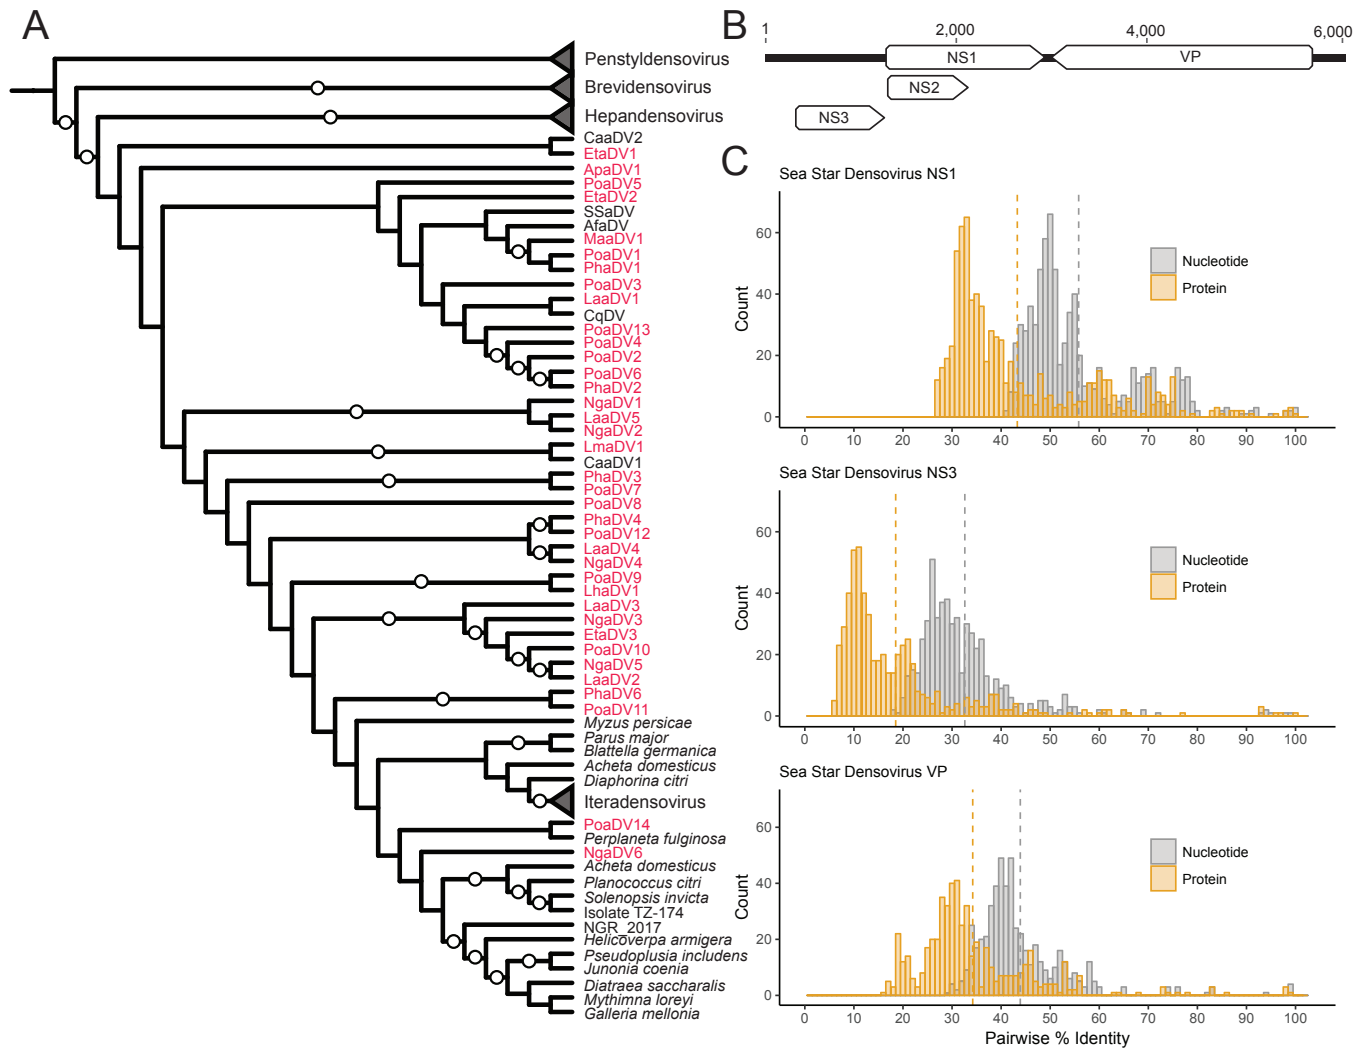 A
Penstyldensovirus
Brevidensovirus
Hepandensovirus
CaaDV2
EtaDV1
ApaDV1
PoaDV5
EtaDV2
SSaDV
AfaDV
MaaDV1
PoaDV1
PhaDV1
PoaDV3
LaaDV1
CqDV
PoaDV13
PoaDV4
PoaDV2
PoaDV6
PhaDV2
NgaDV1
LaaDV5
NgaDV2
LmaDV1
CaaDV1
PhaDV3
PoaDV7
PoaDV8
PhaDV4
PoaDV12
LaaDV4
NgaDV4
PoaDV9
LhaDV1
LaaDV3
NgaDV3
EtaDV3
PoaDV10
NgaDV5
LaaDV2
PhaDV6
PoaDV11
Myzus persicae
Parus major
Blattella germanica
Acheta domesticus
Diaphorina citri
Iteradensovirus
PoaDV14
Perplaneta fulginosa
NgaDV6
Acheta domesticus
Planococcus citri
Solenopsis invicta
Isolate TZ-174
NGR_2017
Helicoverpa armigera
Pseudoplusia includens
Junonia coenia
Diatraea saccharalis
Mythimna loreyi
Galleria mellonia
B
1 2,000 4,000 6,000
NS1 VP
NS2
NS3
C
Sea Star Densovirus NS1
Count
60
40
20
0
Nucleotide
Protein
0 10 20 30 40 50 60 70 80 90 100
Sea Star Densovirus NS3
Count
60
40
20
0
Nucleotide
Protein
0 10 20 30 40 50 60 70 80 90 100
Sea Star Densovirus VP
Count
60
40
20
0
Nucleotide
Protein
0 10 20 30 40 50 60 70 80 90 100
Pairwise % Identity